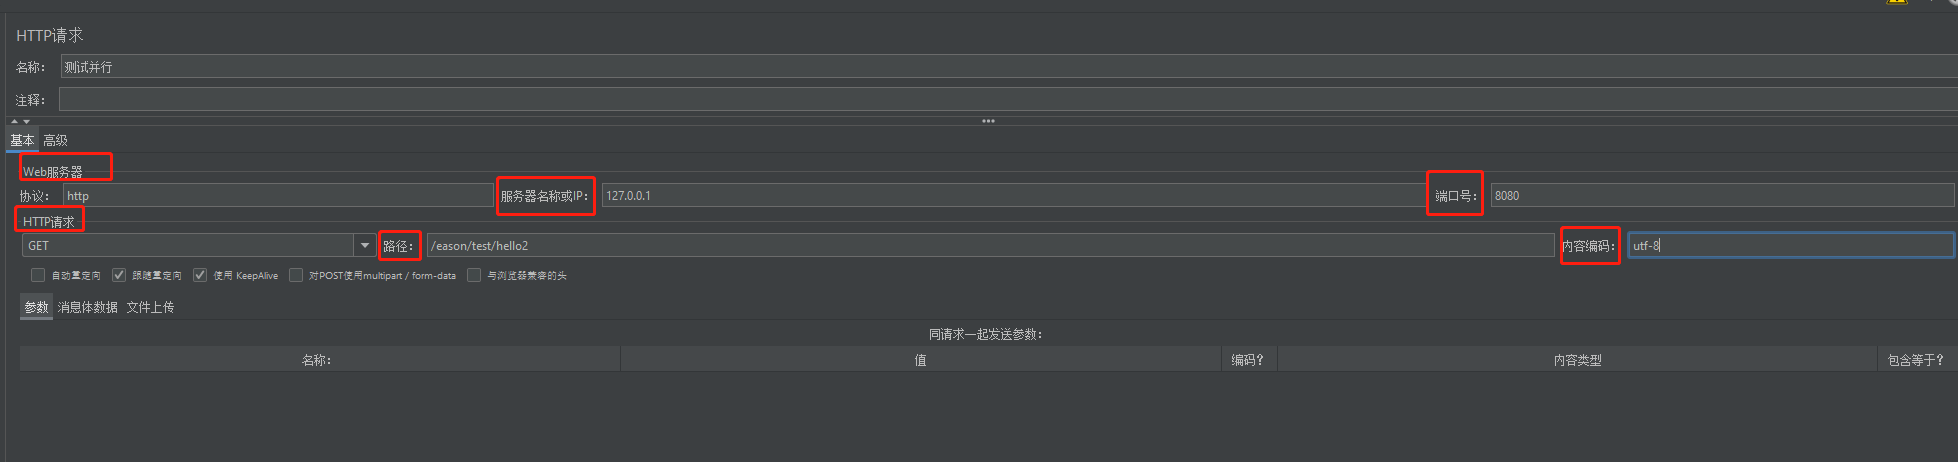 HTTP请求
名称： 测试并行
注释：
基本 高级
Web服务器
协议： http 服务器名称或IP： 127.0.0.1 端口号： 8080
HTTP请求
GET 路径： /eason/test/hello2 内容编码： utf-8
自动重定向 跟随重定向 使用 KeepAlive 对POST使用multipart / form-data 与浏览器兼容的头
参数 消息体数据 文件上传
同请求一起发送参数：
名称： 值 编码？ 内容类型 包含等于？